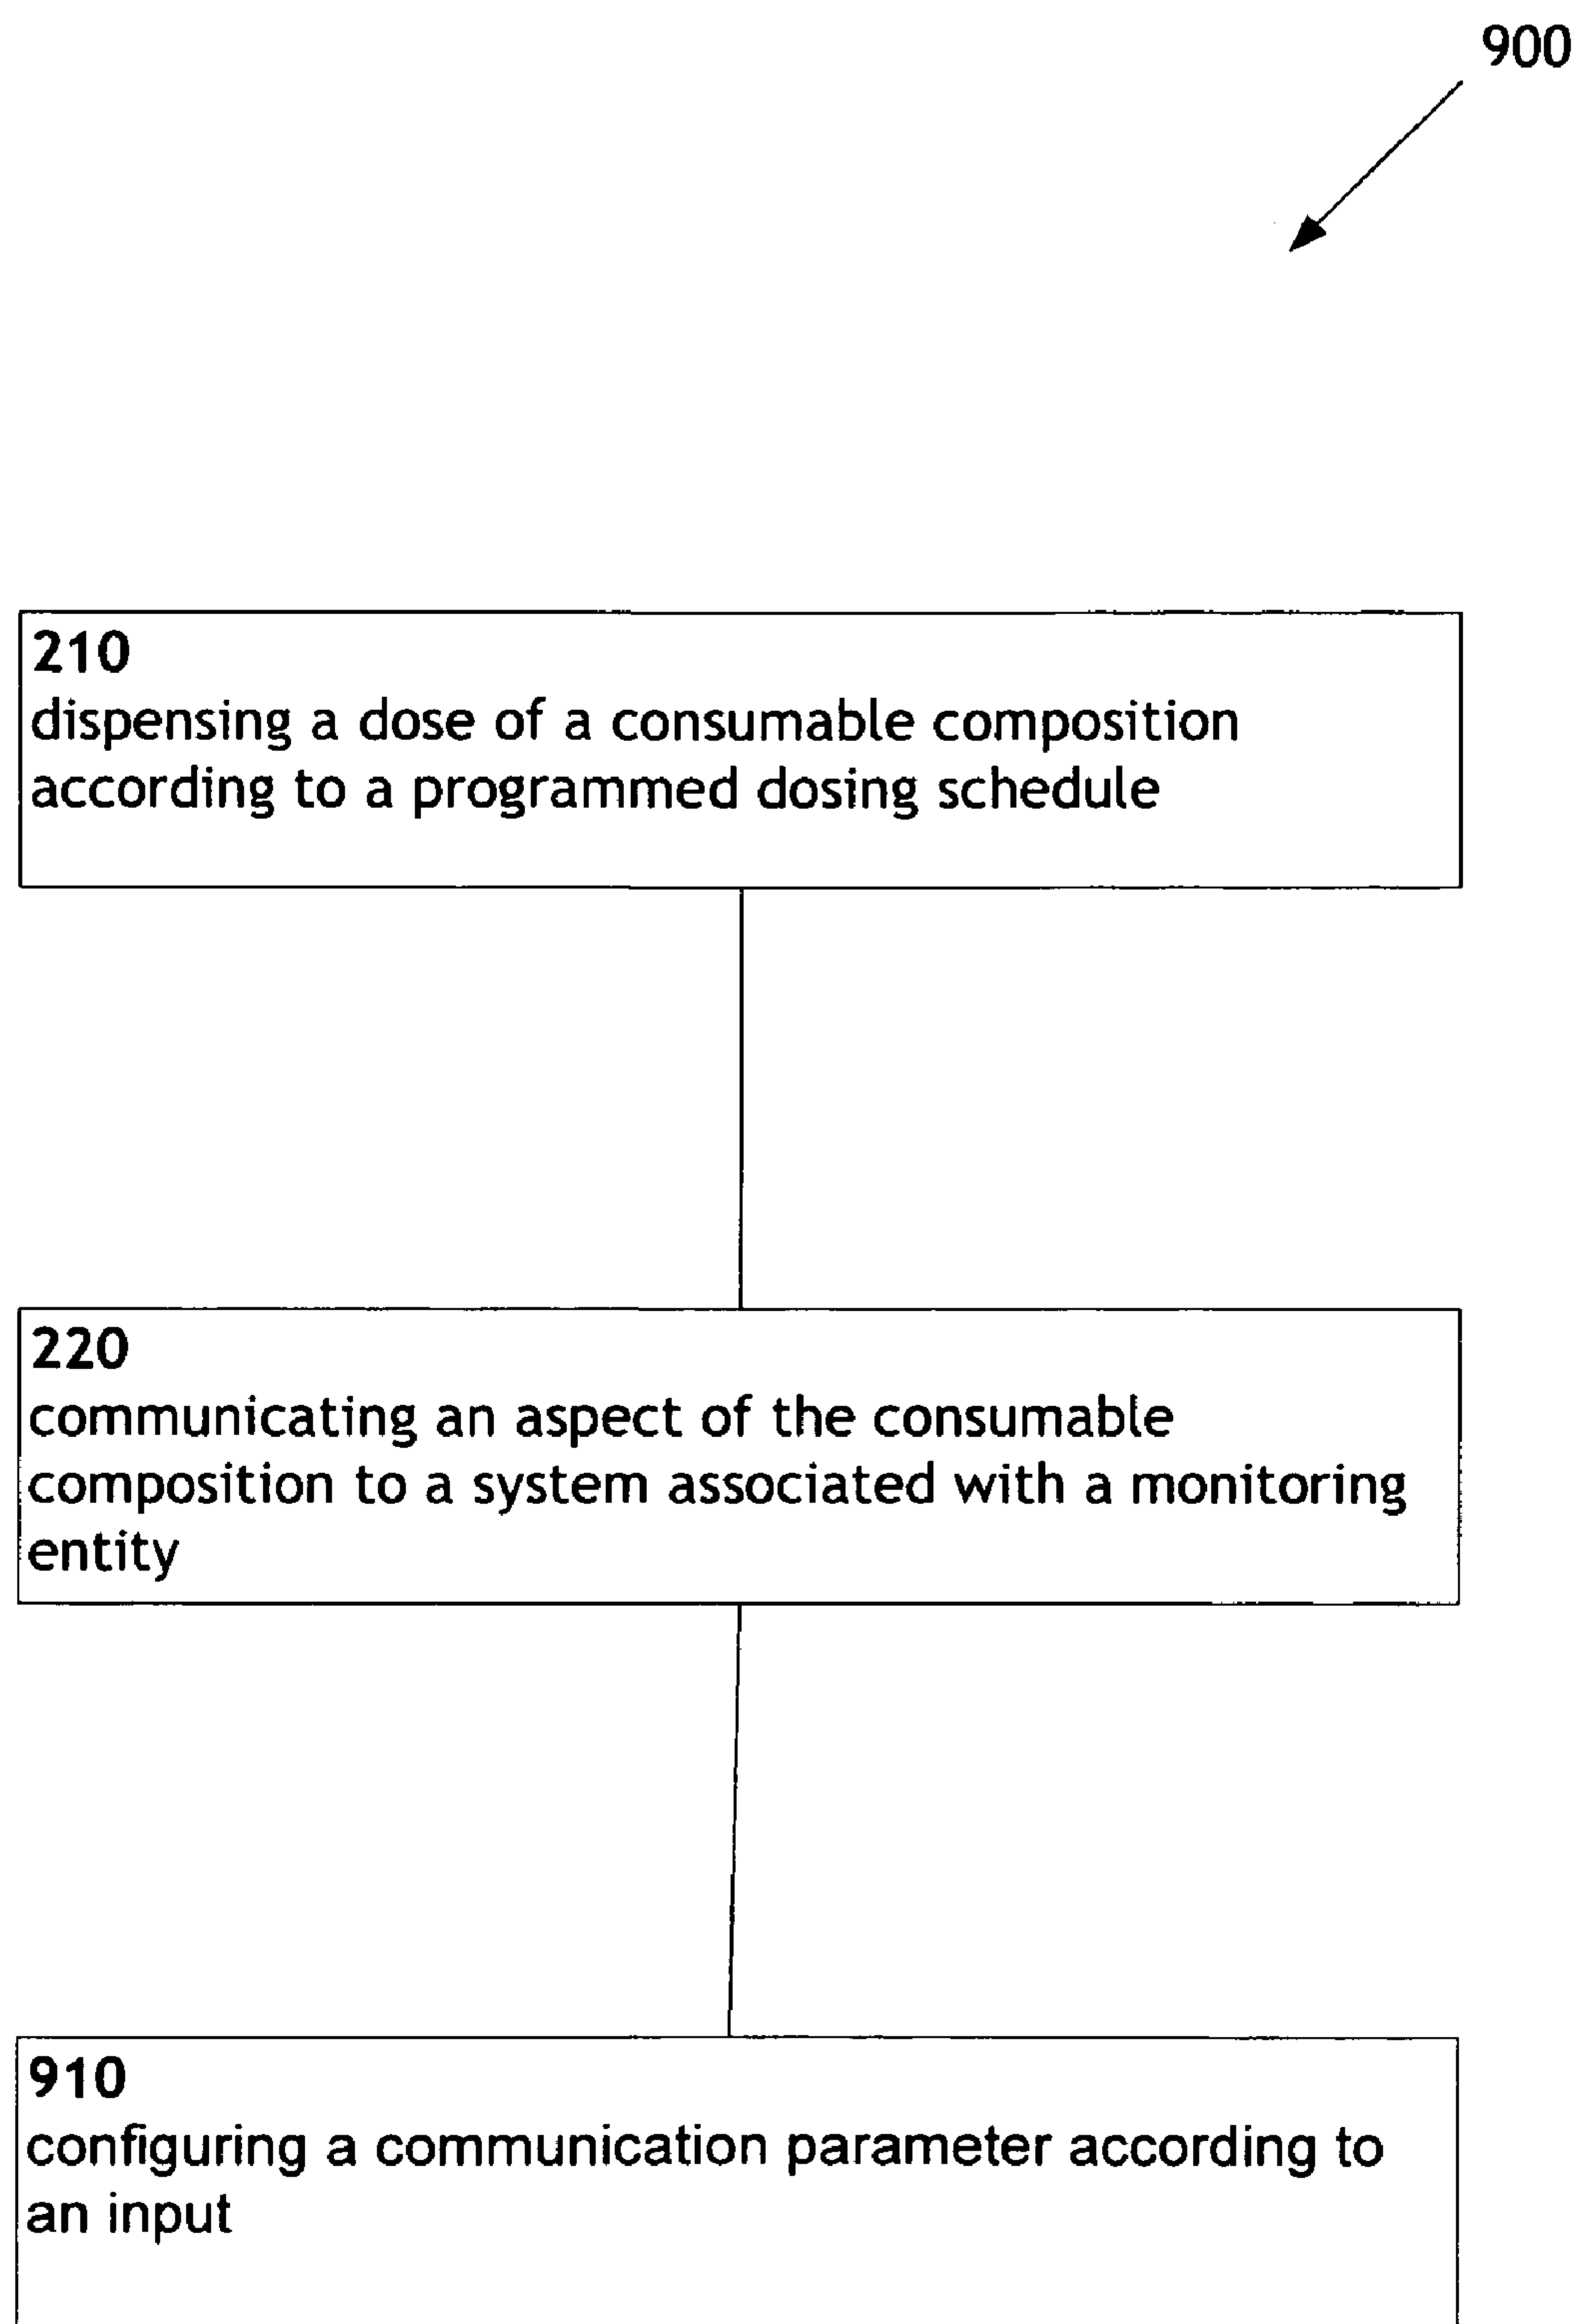 900
210
dispensing a dose of a consumable composition
according to a programmed dosing schedule
220
communicating an aspect of the consumable
composition to a system associated with a monitoring
entity
910
configuring a communication parameter according to
an input